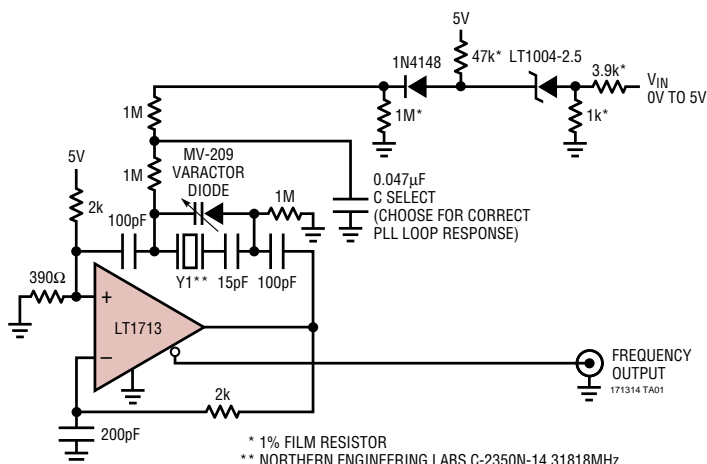 5V
1N4148
47k*
LT1004-2.5
3.9k*
VIN
0V TO 5V
1M
1M*
1k*
5V
MV-209
VARACTOR
DIODE
1M
0.047µF
C SELECT
(CHOOSE FOR CORRECT
PLL LOOP RESPONSE)
2k
100pF
1M
Y1**
15pF
100pF
390Ω
+
LT1713
–
FREQUENCY
OUTPUT
171314 TA01
2k
200pF
* 1% FILM RESISTOR
** NORTHERN ENGINEERING LABS C-2350N-14.31818MHz